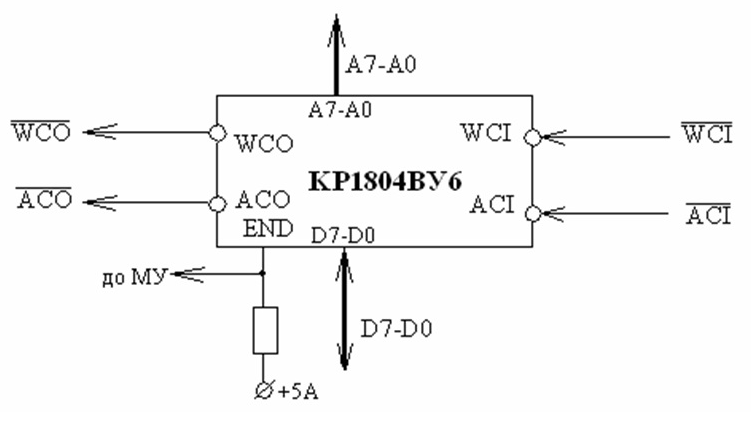 A7-A0
A7-A0
WCO
WCO
WCI
WCI
КР1804ВУ6
ACO
ACO
ACI
ACI
END
D7-D0
до МУ
D7-D0
+5А